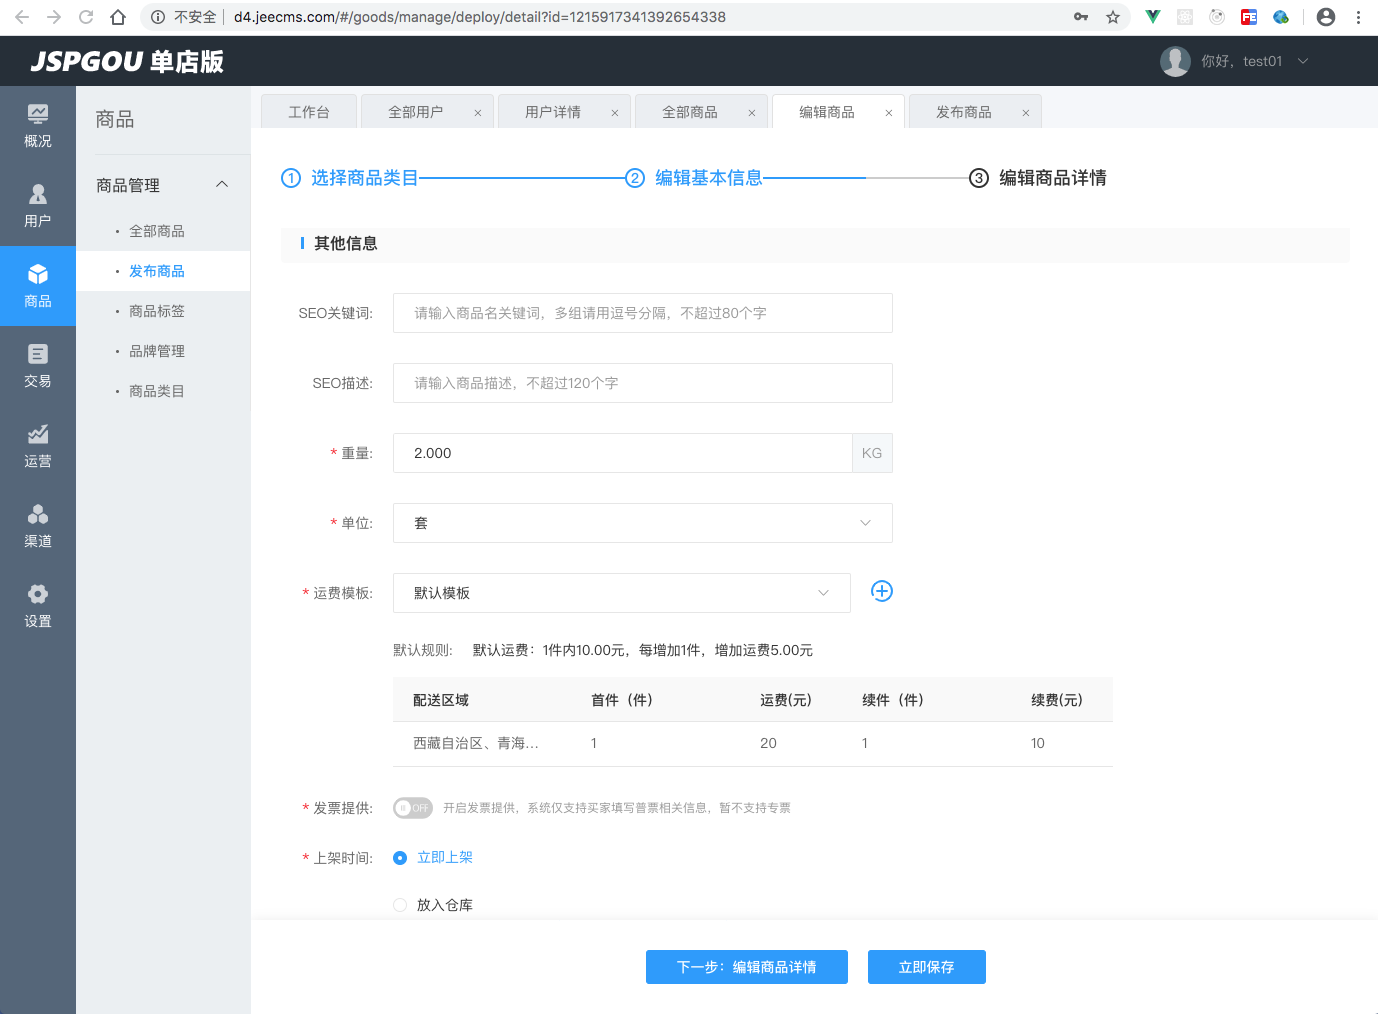 不安全 d4.jeecms.com/#/goods/manage/deploy/detail?id=1215917341392654338
JSPGOU 单店版
你好，test01
概况
用户
商品
交易
运营
渠道
设置
商品
商品管理
全部商品
发布商品
商品标签
品牌管理
商品类目
工作台 全部用户 × 用户详情 × 全部商品 × 编辑商品 × 发布商品 ×
1 选择商品类目 2 编辑基本信息 3 编辑商品详情
其他信息
SEO关键词: 请输入商品名关键词，多组请用逗号分隔，不超过80个字
SEO描述: 请输入商品描述，不超过120个字
* 重量: 2.000 KG
* 单位: 套
* 运费模板: 默认模板
默认规则: 默认运费：1件内10.00元，每增加1件，增加运费5.00元
配送区域 首件（件） 运费(元) 续件（件） 续费(元)
西藏自治区、青海... 1 20 1 10
* 发票提供: OFF 开启发票提供，系统仅支持买家填写普票相关信息，暂不支持专票
* 上架时间: 立即上架
放入仓库
下一步：编辑商品详情 立即保存